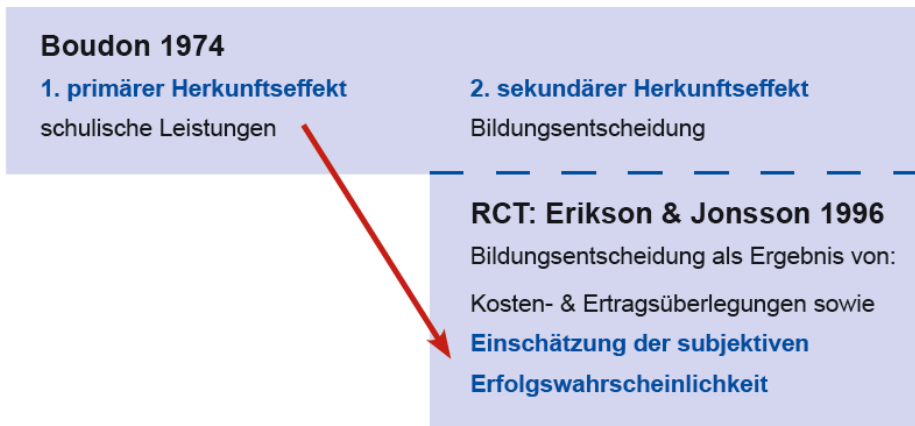 Boudon 1974
1. primärer Herkunftseffekt
schulische Leistungen
2. sekundärer Herkunftseffekt
Bildungsentscheidung
RCT: Erikson & Jonsson 1996
Bildungsentscheidung als Ergebnis von:
Kosten- & Ertragsüberlegungen sowie
Einschätzung der subjektiven
Erfolgswahrscheinlichkeit